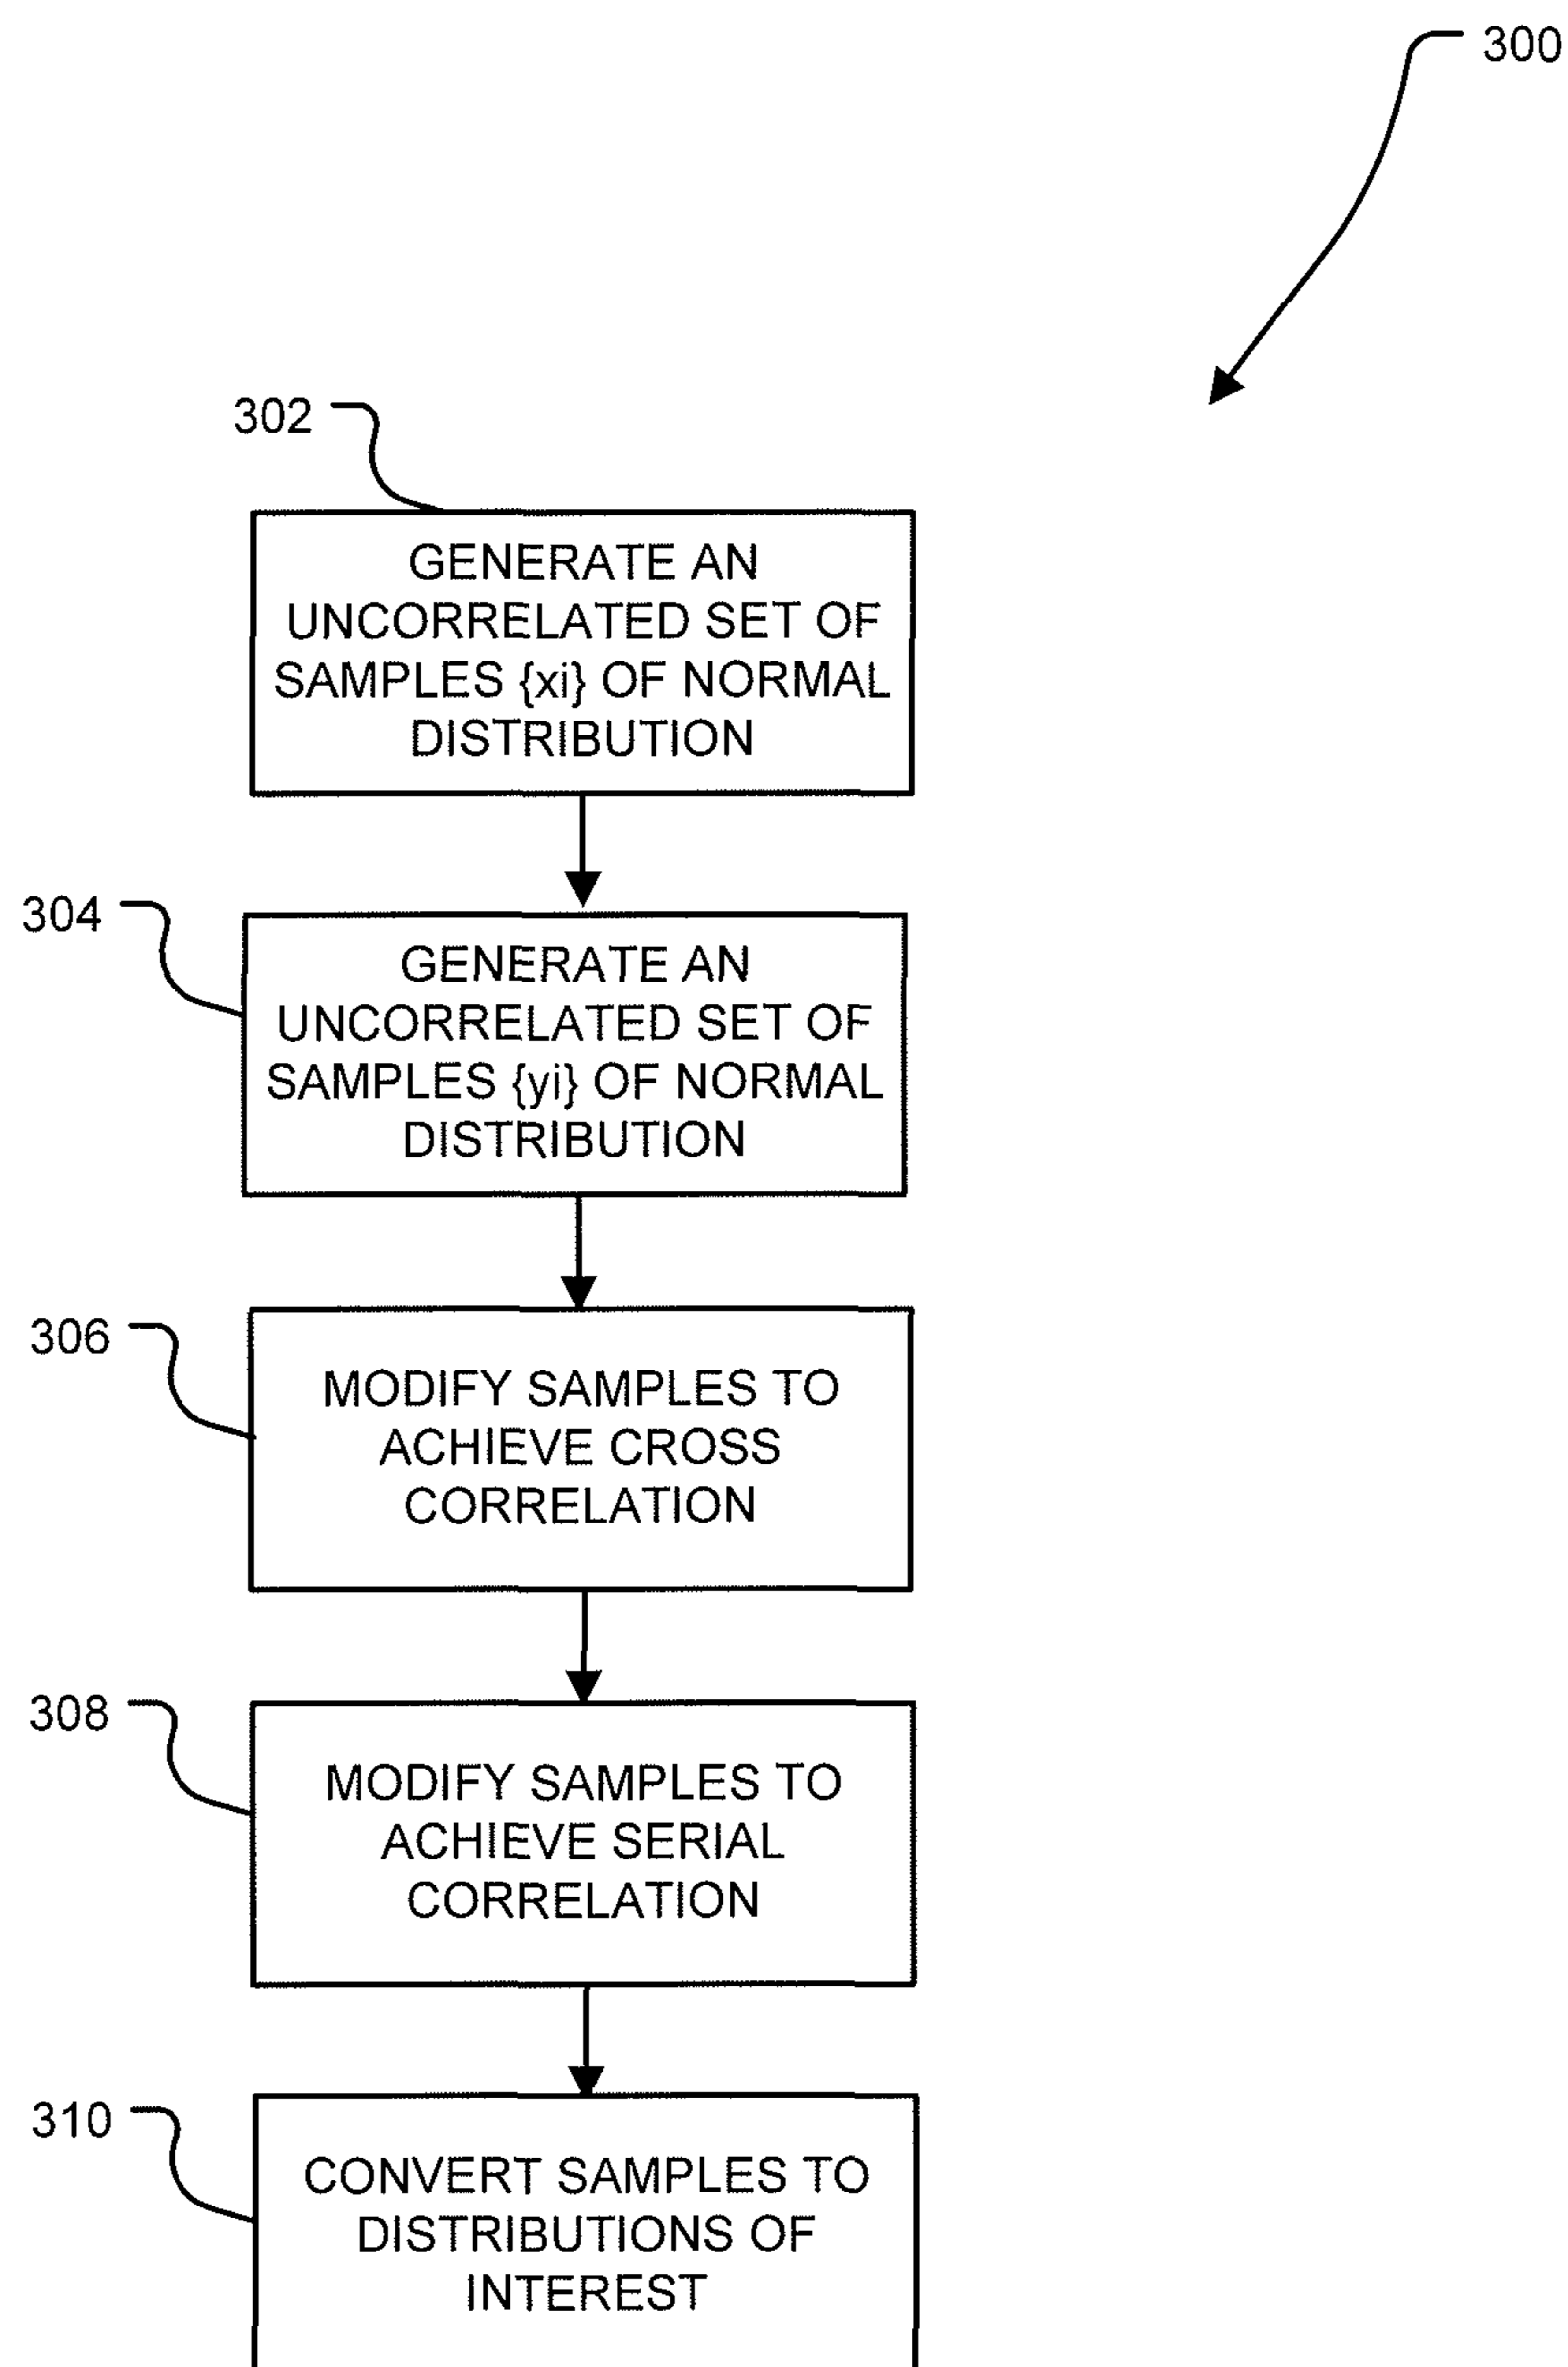 300
302
GENERATE AN
UNCORRELATED SET OF
SAMPLES {xi} OF NORMAL
DISTRIBUTION
304
GENERATE AN
UNCORRELATED SET OF
SAMPLES {yi} OF NORMAL
DISTRIBUTION
306
MODIFY SAMPLES TO
ACHIEVE CROSS
CORRELATION
308
MODIFY SAMPLES TO
ACHIEVE SERIAL
CORRELATION
310
CONVERT SAMPLES TO
DISTRIBUTIONS OF
INTEREST